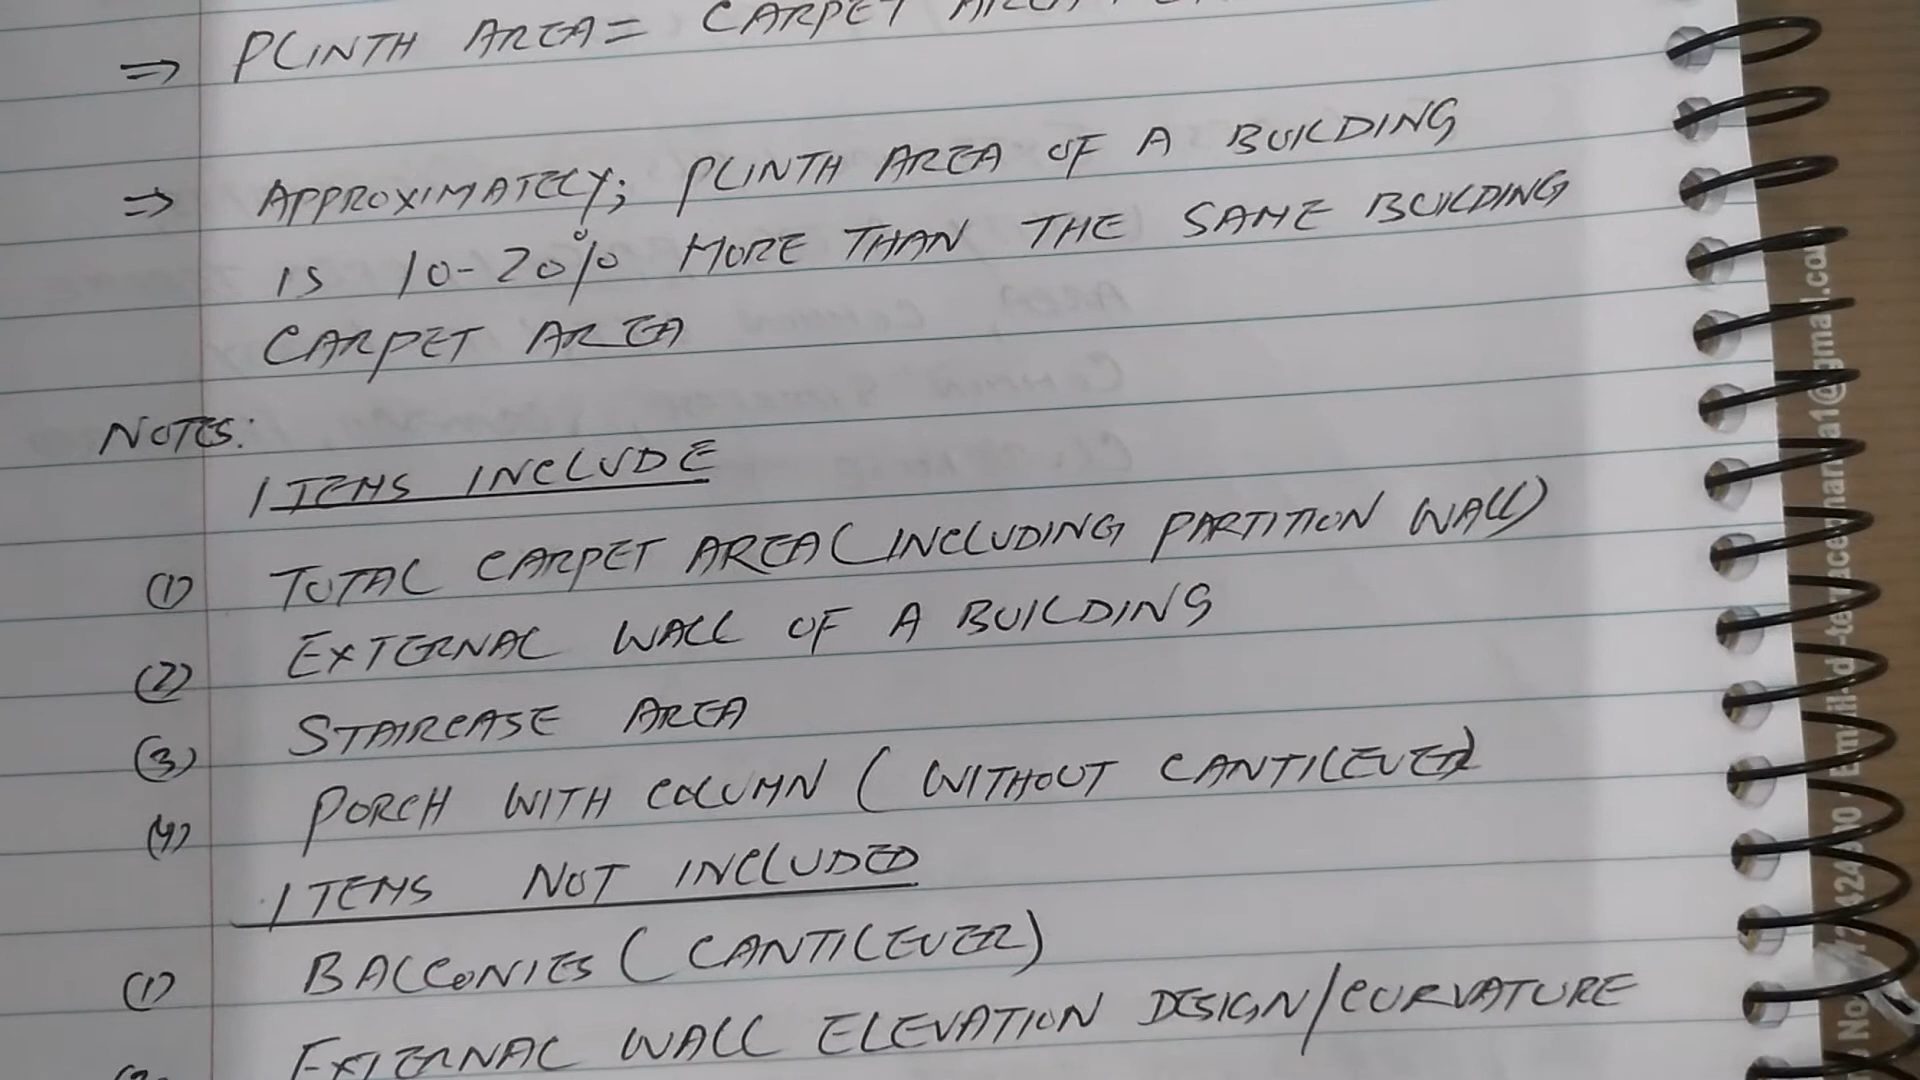 ⇒ PLINTH AREA = CARPET AREA
⇒ APPROXIMATELY; PLINTH AREA OF A BUILDING
IS 10-20% MORE THAN THE SAME BUILDING
CARPET AREA
NOTES:
ITEMS INCLUDE
(1) TOTAL CARPET AREA (INCLUDING PARTITION WALL)
(2) EXTERNAL WALL OF A BUILDING
(3) STAIRCASE AREA
(4) PORCH WITH COLUMN (WITHOUT CANTILEVER)
ITEMS NOT INCLUDED
(1) BALCONIES (CANTILEVER)
EXTERNAL WALL ELEVATION DESIGN/CURVATURE